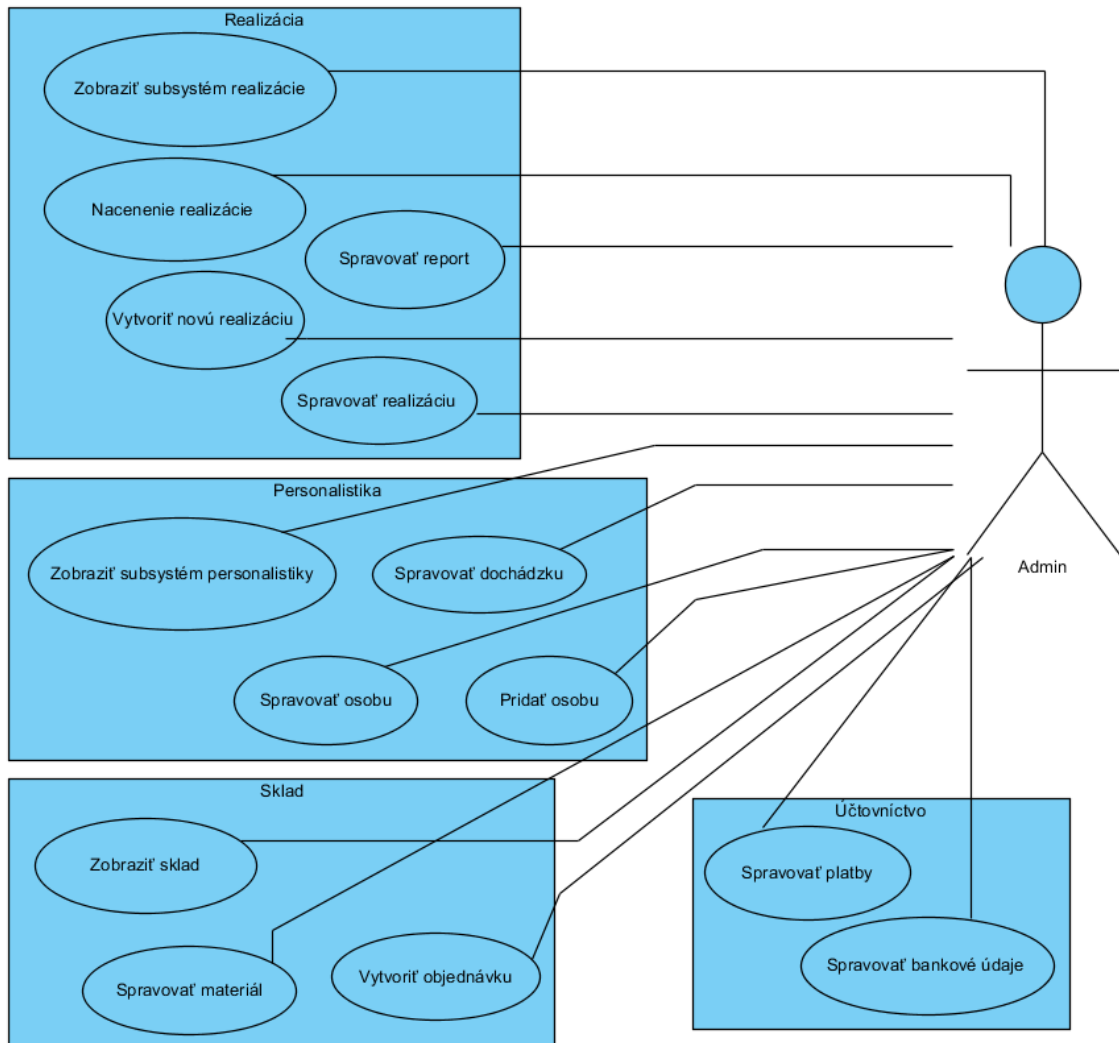 Realizácia
Zobraziť subsystém realizácie
Nacenenie realizácie
Spravovať report
Vytvoriť novú realizáciu
Spravovať realizáciu
Admin
Personalistika
Zobraziť subsystém personalistiky
Spravovať dochádzku
Spravovať osobu
Pridať osobu
Sklad
Zobraziť sklad
Spravovať materiál
Vytvoriť objednávku
Účtovníctvo
Spravovať platby
Spravovať bankové údaje